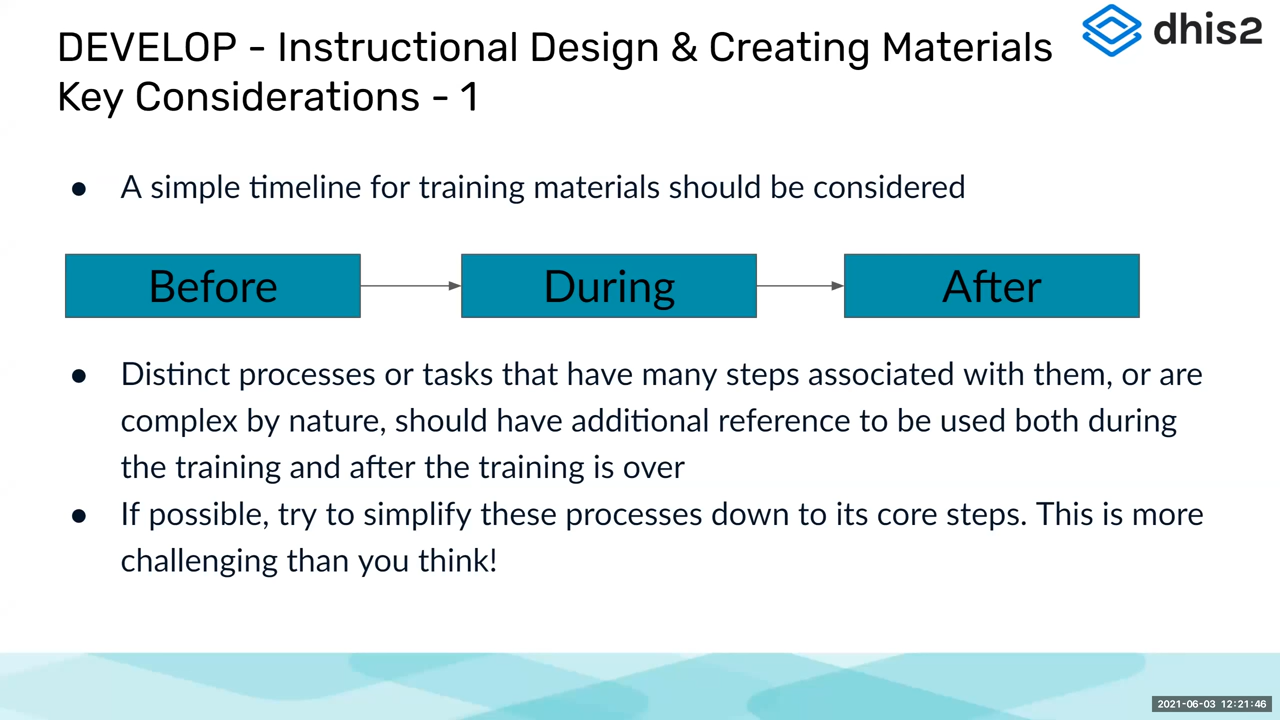 DEVELOP - Instructional Design & Creating Materials
Key Considerations - 1
dhis2
● A simple timeline for training materials should be considered
Before
During
After
● Distinct processes or tasks that have many steps associated with them, or are
complex by nature, should have additional reference to be used both during
the training and after the training is over
● If possible, try to simplify these processes down to its core steps. This is more
challenging than you think!
2021-06-03 12:21:46